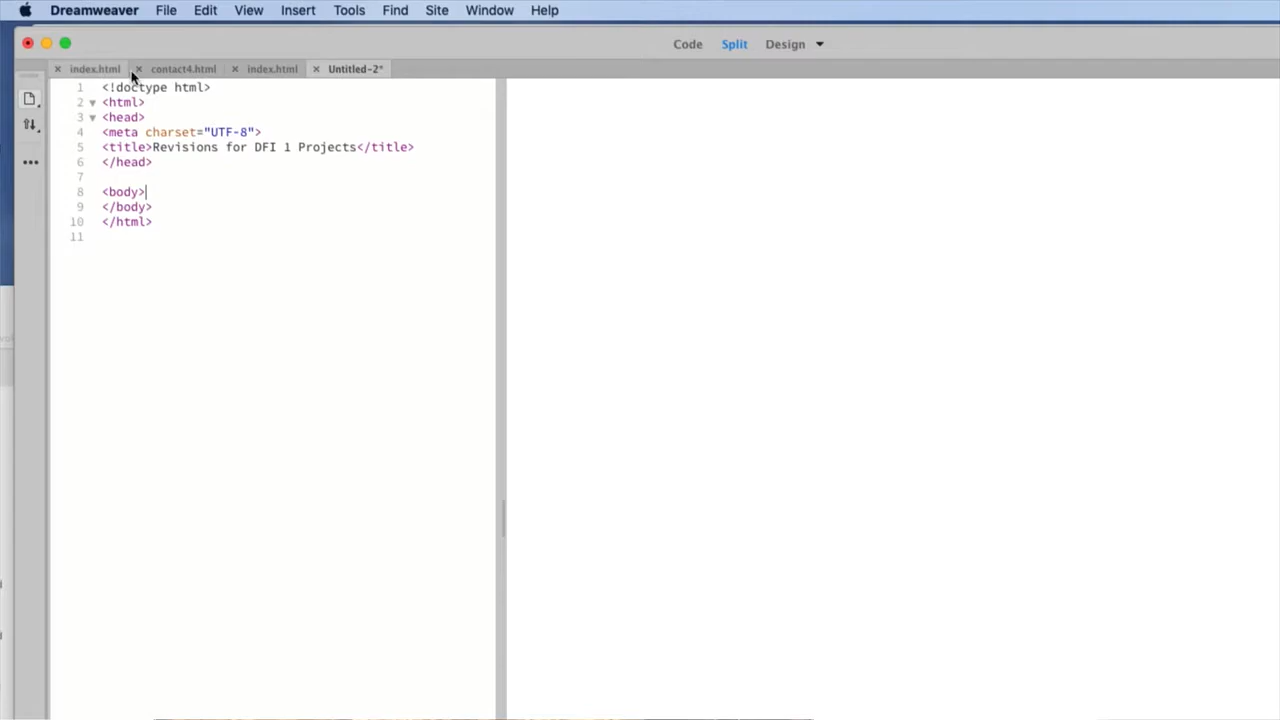 Dreamweaver File Edit View Insert Tools Find Site Window Help
Code Split Design
index.html contact4.html index.html Untitled-2*
1 <!doctype html>
2 <html>
3 <head>
4 <meta charset="UTF-8">
5 <title>Revisions for DFI 1 Projects</title>
6 </head>
7
8 <body>
9 </body>
10 </html>
11